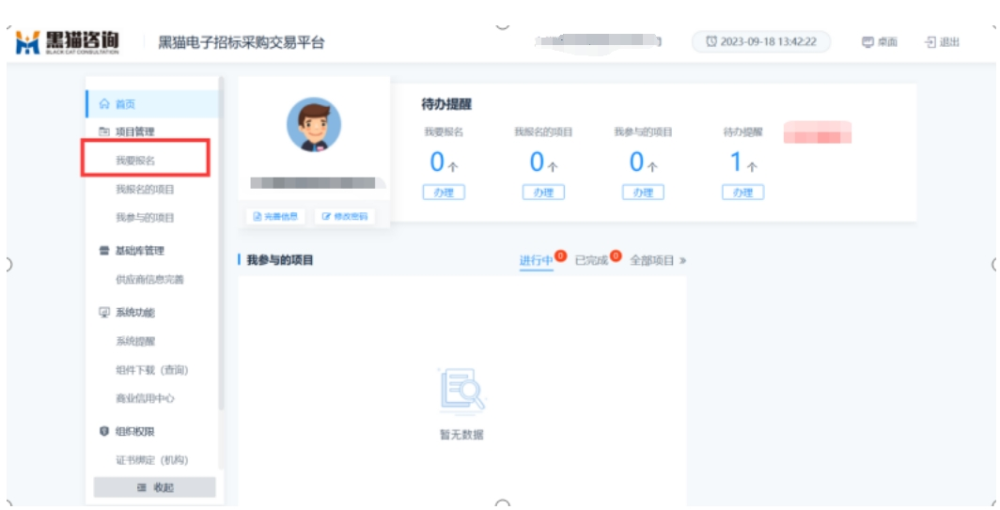 黑猫咨询
BLACK CAT CONSULTATION
黑猫电子招标采购交易平台
2023-09-18 13:42:22
桌面
退出
首页
项目管理
我要报名
我报名的项目
我参与的项目
基础库管理
供应商信息完善
系统功能
系统提醒
组件下载（查询）
商业信用中心
组织权限
证书绑定（机构）
收起
完善信息
修改密码
待办提醒
我要报名
我报名的项目
我参与的项目
待办提醒
0个
0个
0个
1个
办理
办理
办理
办理
我参与的项目
进行中 0
已完成 0
全部项目 »
暂无数据